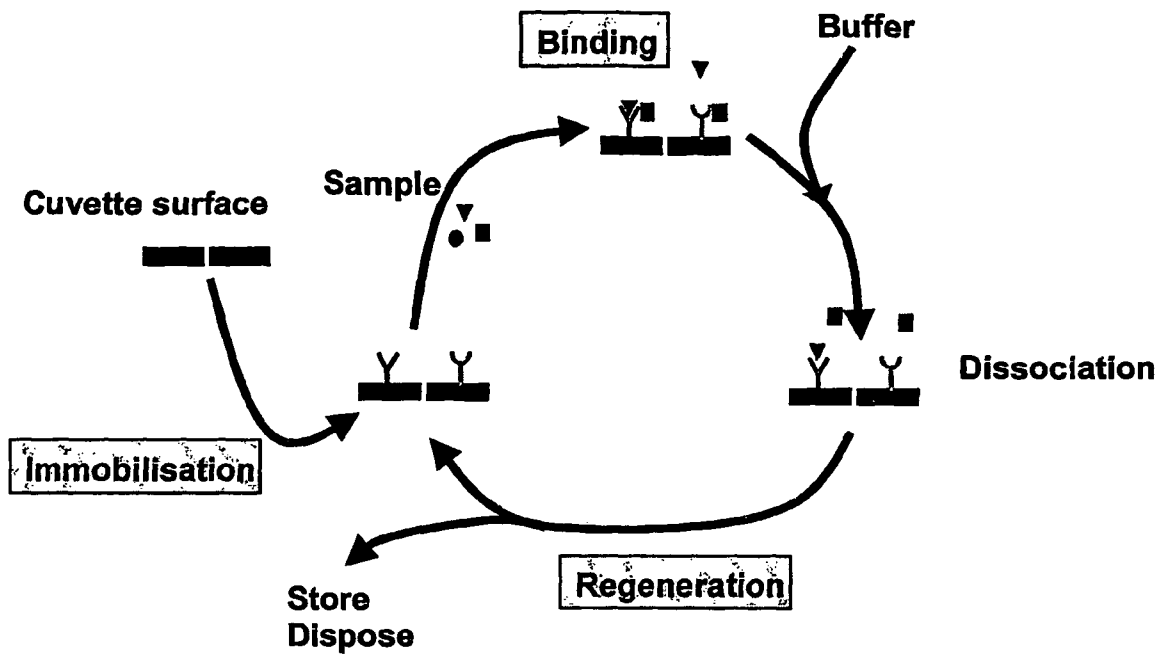 Binding
Buffer
Sample
Cuvette surface
Dissociation
Immobilisation
Regeneration
Store
Dispose